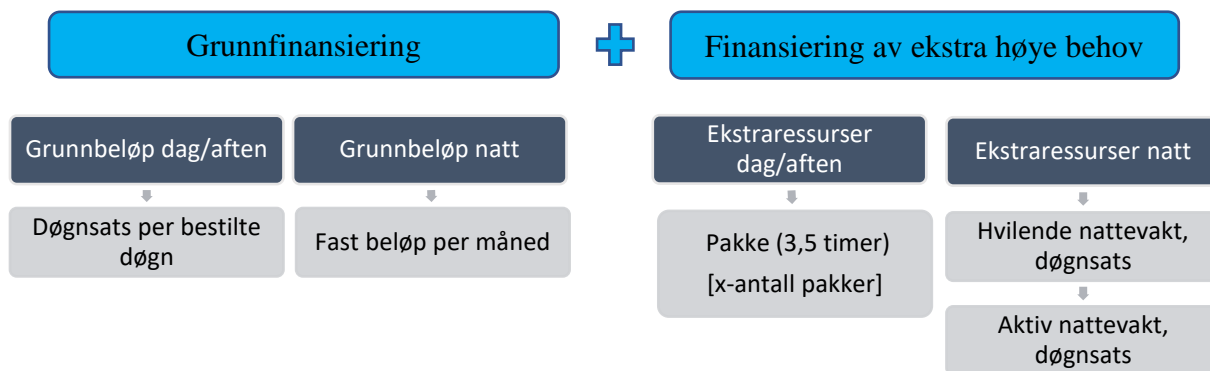 Grunnfinansiering
Finansiering av ekstra høye behov
Grunnbeløp dag/aften
Døgnsats per bestilte
døgn
Grunnbeløp natt
Fast beløp per måned
Ekstraressurser
dag/aften
Pakke (3,5 timer)
[x-antall pakker]
Ekstraressurser natt
Hvilende nattevakt,
døgnsats
Aktiv nattevakt,
døgnsats